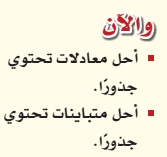 والآن
▪ أحل معادلات تحتوي
جذورًا.
▪ أحل متباينات تحتوي
جذورًا.